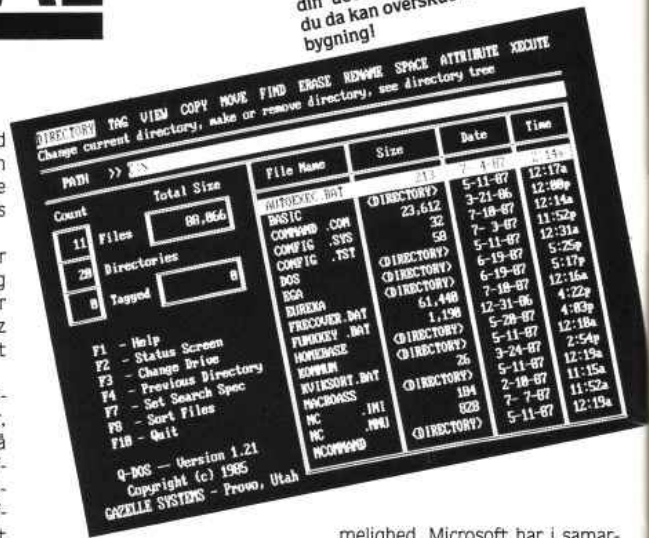 du da kan
bygning!
DIRECTORY TAG VIEW COPY MOVE FIND ERASE RENAME SPACE ATTRIBUTE XECUTE
Change current directory, make or remove directory, see directory tree
PATH >>
Count Total Size
11 Files 88,066
20 Directories
0 Tagged 0
F1 - Help
F2 - Status Screen
F3 - Change Drive
F4 - Previous Directory
F7 - Set Search Spec
F8 - Sort Files
F10 - Quit
Q-DOS -- Version 1.21
Copyright (c) 1985
GAZELLE SYSTEMS - Provo, Utah
File Name Size Date Time
AUTOEXEC.BAT 213 7- 4-87 2:14a
BASIC <DIRECTORY> 5-11-87 12:17a
COMMAND .COM 23,612 3-21-86 12:00p
CONFIG .SYS 32 7-10-87 12:14a
CONFIG .TST 58 7- 3-87 11:52p
DOS <DIRECTORY> 5-11-87 12:31a
EGA <DIRECTORY> 6-19-87 5:25p
EUREKA <DIRECTORY> 6-19-87 5:17p
FRECOVER.DAT 61,440 7-10-87 12:16a
FUNKKEY .BAT 1,190 12-31-86 4:22p
HOMEBASE <DIRECTORY> 5-20-87 4:03p
KOMMUN <DIRECTORY> 5-11-87 12:18a
KVIKSORT.BAT 26 3-24-87 2:54p
MACROASS <DIRECTORY> 5-11-87 12:19a
MC .INI 184 2-10-87 11:15a
MC .MNU 828 7- 7-87 11:52a
NCOMMAND <DIRECTORY> 5-11-87 12:19a
melighed. Microsoft har i samar-